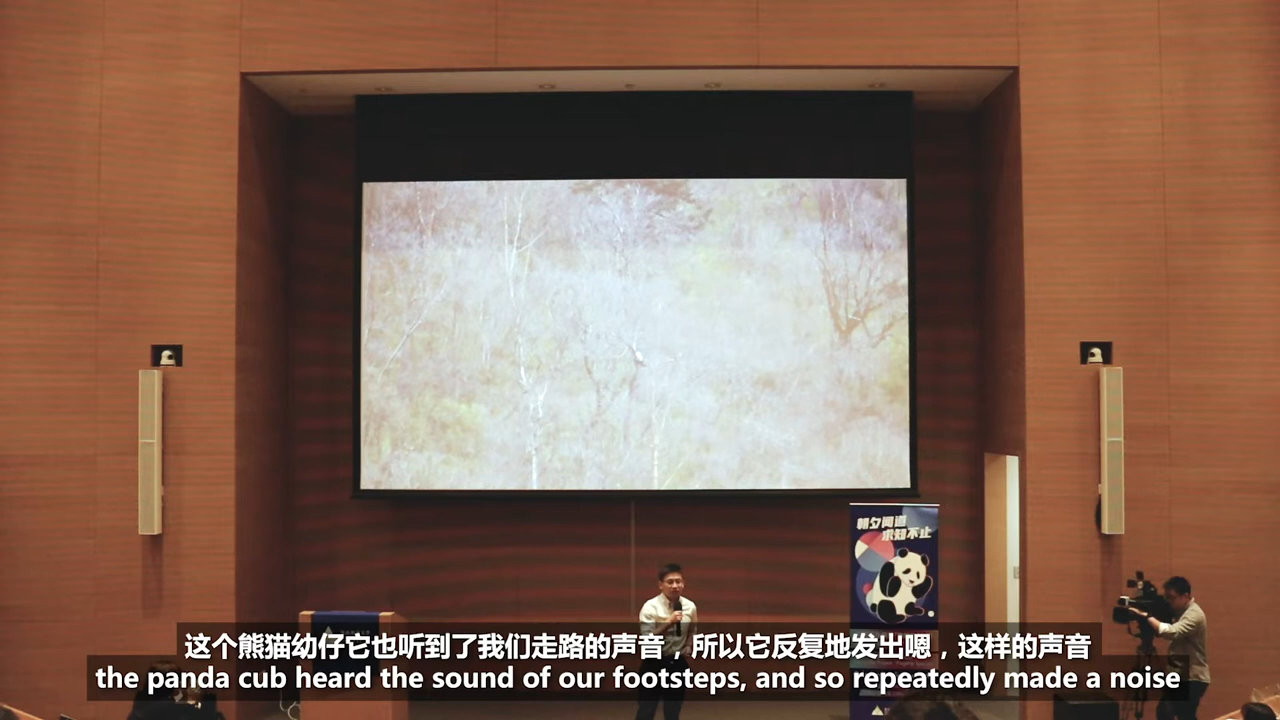 朝夕闻道
求知不止
这个熊猫幼仔它也听到了我们走路的声音，所以它反复地发出嗯，这样的声音
the panda cub heard the sound of our footsteps, and so repeatedly made a noise